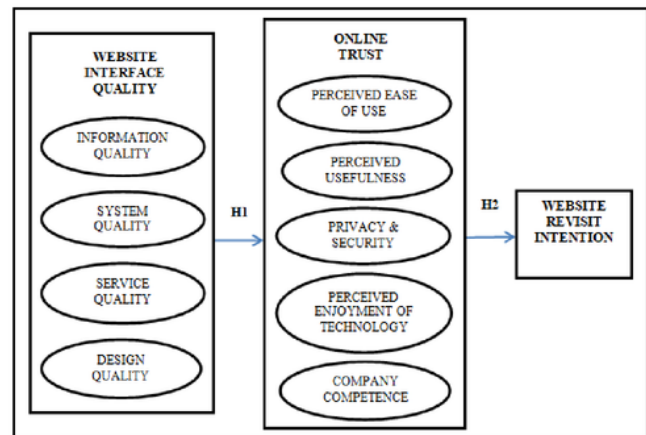 WEBSITE
INTERFACE
QUALITY
INFORMATION
QUALITY
SYSTEM
QUALITY
SERVICE
QUALITY
DESIGN
QUALITY
H1
ONLINE
TRUST
PERCEIVED EASE
OF USE
PERCEIVED
USEFULNESS
PRIVACY &
SECURITY
PERCEIVED
ENJOYMENT OF
TECHNOLOGY
COMPANY
COMPETENCE
H2
WEBSITE
REVISIT
INTENTION